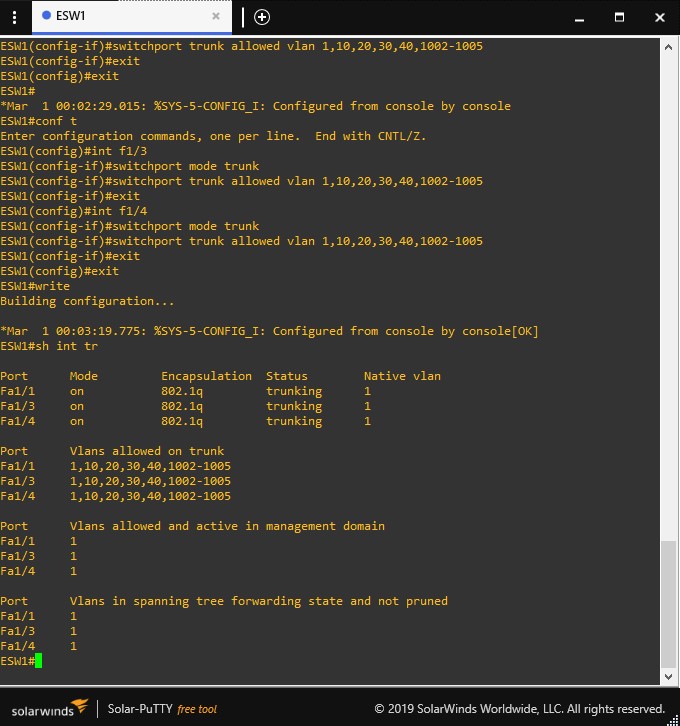 ESW1
ESW1(config-if)#switchport trunk allowed vlan 1,10,20,30,40,1002-1005
ESW1(config-if)#exit
ESW1(config)#exit
ESW1#
*Mar  1 00:02:29.015: %SYS-5-CONFIG_I: Configured from console by console
ESW1#conf t
Enter configuration commands, one per line.  End with CNTL/Z.
ESW1(config)#int f1/3
ESW1(config-if)#switchport mode trunk
ESW1(config-if)#switchport trunk allowed vlan 1,10,20,30,40,1002-1005
ESW1(config-if)#exit
ESW1(config)#int f1/4
ESW1(config-if)#switchport mode trunk
ESW1(config-if)#switchport trunk allowed vlan 1,10,20,30,40,1002-1005
ESW1(config-if)#exit
ESW1(config)#exit
ESW1#write
Building configuration...
*Mar  1 00:03:19.775: %SYS-5-CONFIG_I: Configured from console by console[OK]
ESW1#sh int tr
Port      Mode         Encapsulation  Status        Native vlan
Fa1/1     on           802.1q         trunking      1
Fa1/3     on           802.1q         trunking      1
Fa1/4     on           802.1q         trunking      1
Port      Vlans allowed on trunk
Fa1/1     1,10,20,30,40,1002-1005
Fa1/3     1,10,20,30,40,1002-1005
Fa1/4     1,10,20,30,40,1002-1005
Port      Vlans allowed and active in management domain
Fa1/1     1
Fa1/3     1
Fa1/4     1
Port      Vlans in spanning tree forwarding state and not pruned
Fa1/1     1
Fa1/3     1
Fa1/4     1
ESW1#
solarwinds Solar-PuTTY free tool © 2019 SolarWinds Worldwide, LLC. All rights reserved.